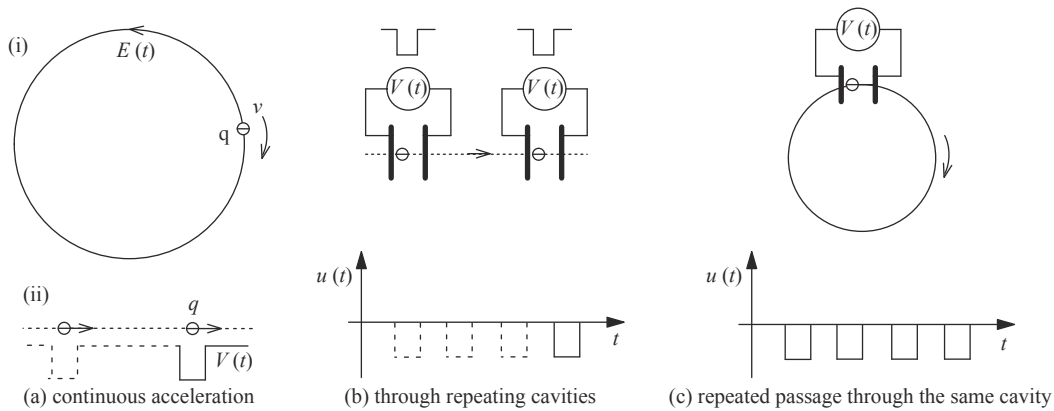 (i)
E (t)
v
q
(ii)
q
V (t)
(a) continuous acceleration
V (t)
V (t)
u (t)
t
(b) through repeating cavities
V (t)
u (t)
t
(c) repeated passage through the same cavity